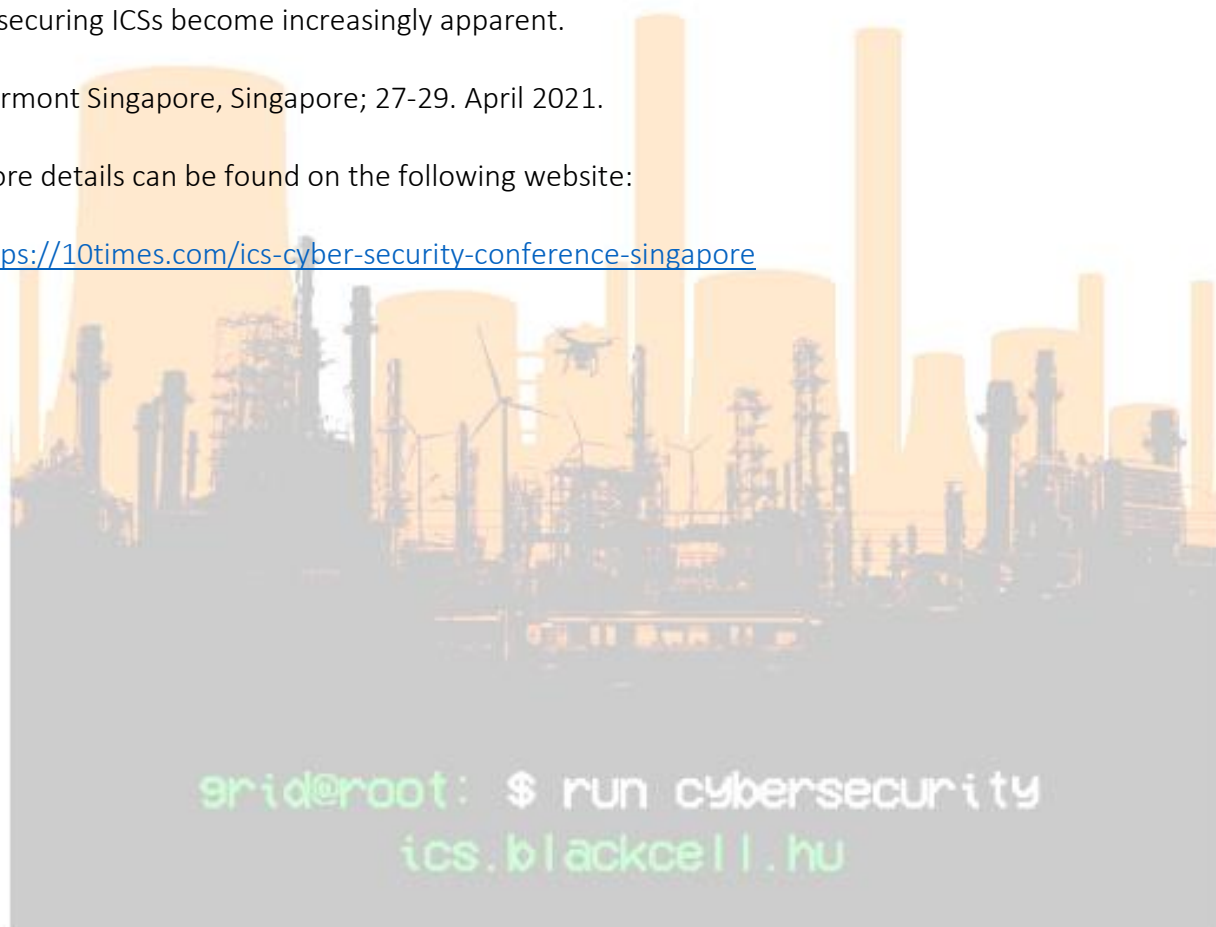 securing ICSs become increasingly apparent.
rmont Singapore, Singapore; 27-29. April 2021.
ore details can be found on the following website:
ps://10times.com/ics-cyber-security-conference-singapore
grid@root: $ run cybersecurity
ics.blackcell.hu